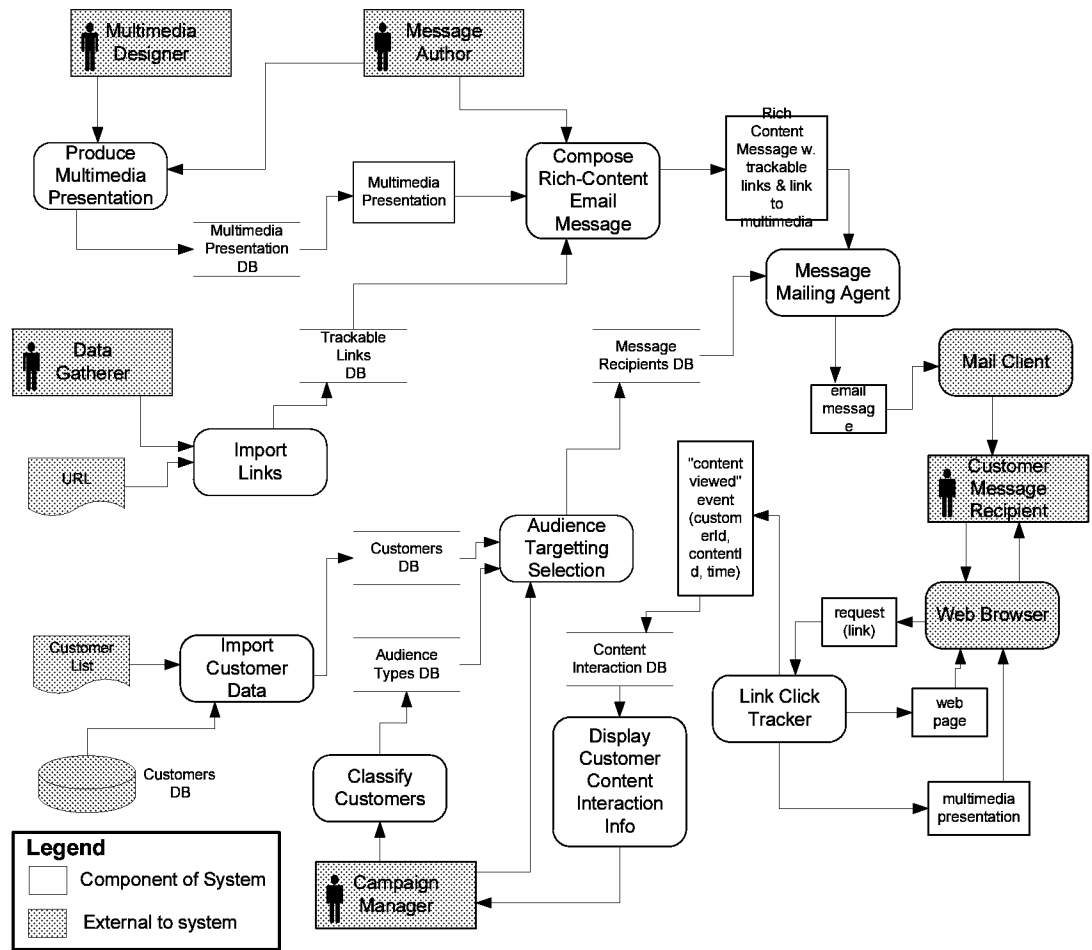 Multimedia
Designer
Message
Author
Produce
Multimedia
Presentation
Multimedia
Presentation
DB
Multimedia
Presentation
Compose
Rich-Content
Email
Message
Rich
Content
Message w.
trackable
links & link
to
multimedia
Message
Mailing Agent
Data
Gatherer
URL
Import
Links
Trackable
Links
DB
Message
Recipients DB
email
messag
e
Mail Client
Customer
Message
Recipient
"content
viewed"
event
(custom
erId,
contentI
d, time)
Customers
DB
Audience
Targetting
Selection
Web Browser
request
(link)
Customer
List
Import
Customer
Data
Audience
Types DB
Content
Interaction DB
Link Click
Tracker
web
page
Customers
DB
Classify
Customers
Display
Customer
Content
Interaction
Info
multimedia
presentation
Campaign
Manager
Legend
Component of System
External to system